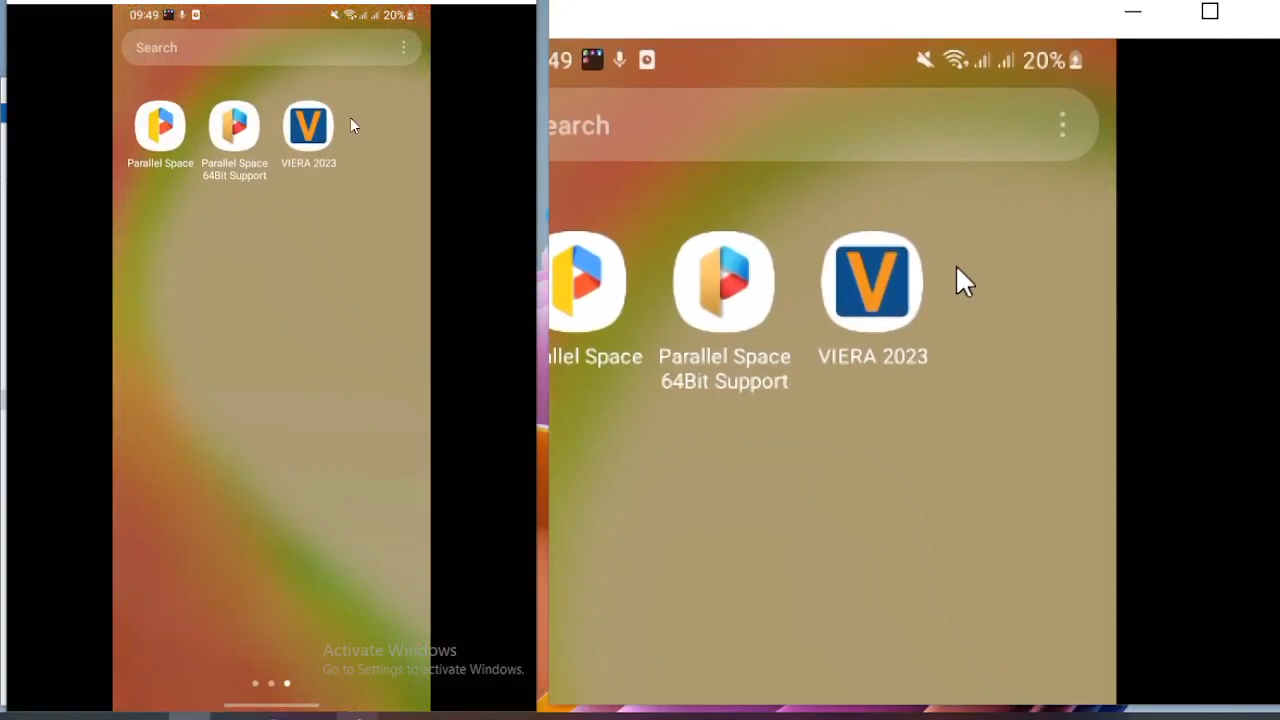 09:49
20%
Search
Parallel Space
Parallel Space
64Bit Support
V
VIERA 2023
Activate Windows
Go to Settings to activate Windows.
49
20%
earch
llel Space
Parallel Space
64Bit Support
V
VIERA 2023